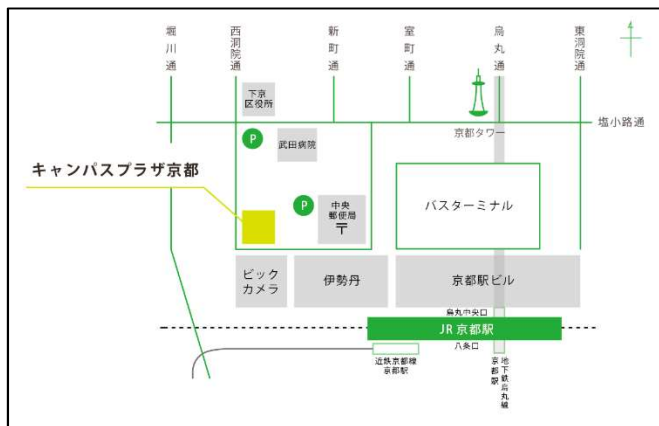 堀川通
西洞院通
新町通
室町通
烏丸通
東洞院通
下京
区役所
塩小路通
京都タワー
P
武田病院
キャンパスプラザ京都
P
中央
郵便局
〒
バスターミナル
ビック
カメラ
伊勢丹
京都駅ビル
烏丸中央口
JR京都駅
八条口
近鉄京都線
京都駅
地下鉄烏丸線
京都駅